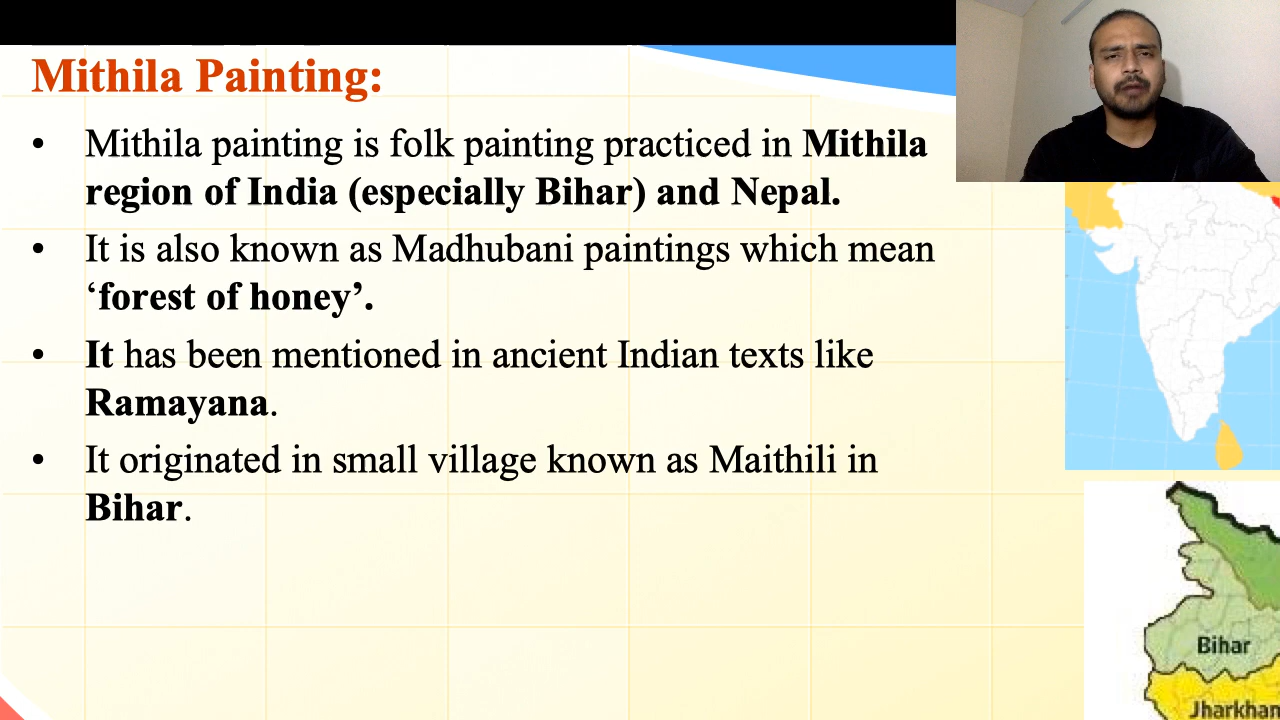 Mithila Painting:
• Mithila painting is folk painting practiced in Mithila
region of India (especially Bihar) and Nepal.
• It is also known as Madhubani paintings which mean
‘forest of honey’.
• It has been mentioned in ancient Indian texts like
Ramayana.
• It originated in small village known as Maithili in
Bihar.
Bihar
Jharkhan